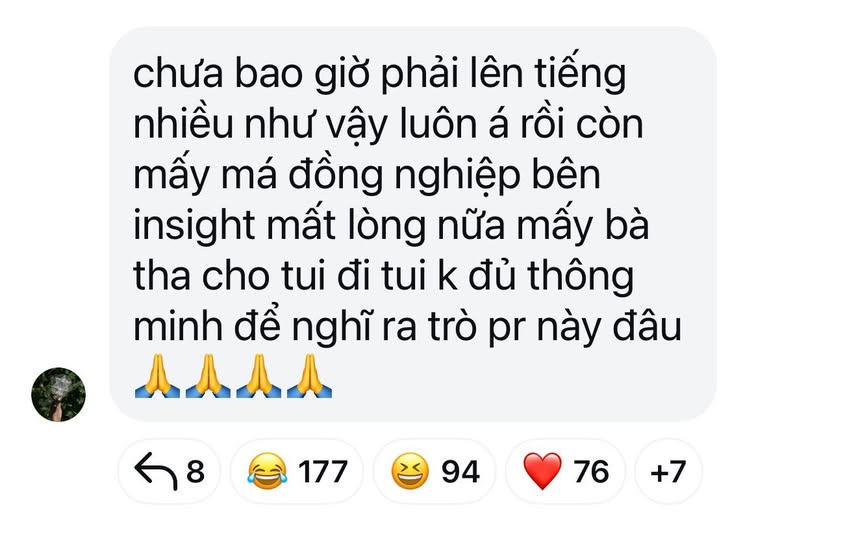 chưa bao giờ phải lên tiếng
nhiều như vậy luôn á rồi còn
mấy má đồng nghiệp bên
insight mất lòng nữa mấy bà
tha cho tui đi tui k đủ thông
minh để nghĩ ra trò pr này đâu
🙏🙏🙏🙏
8 😂 177 😆 94 ❤️ 76 +7